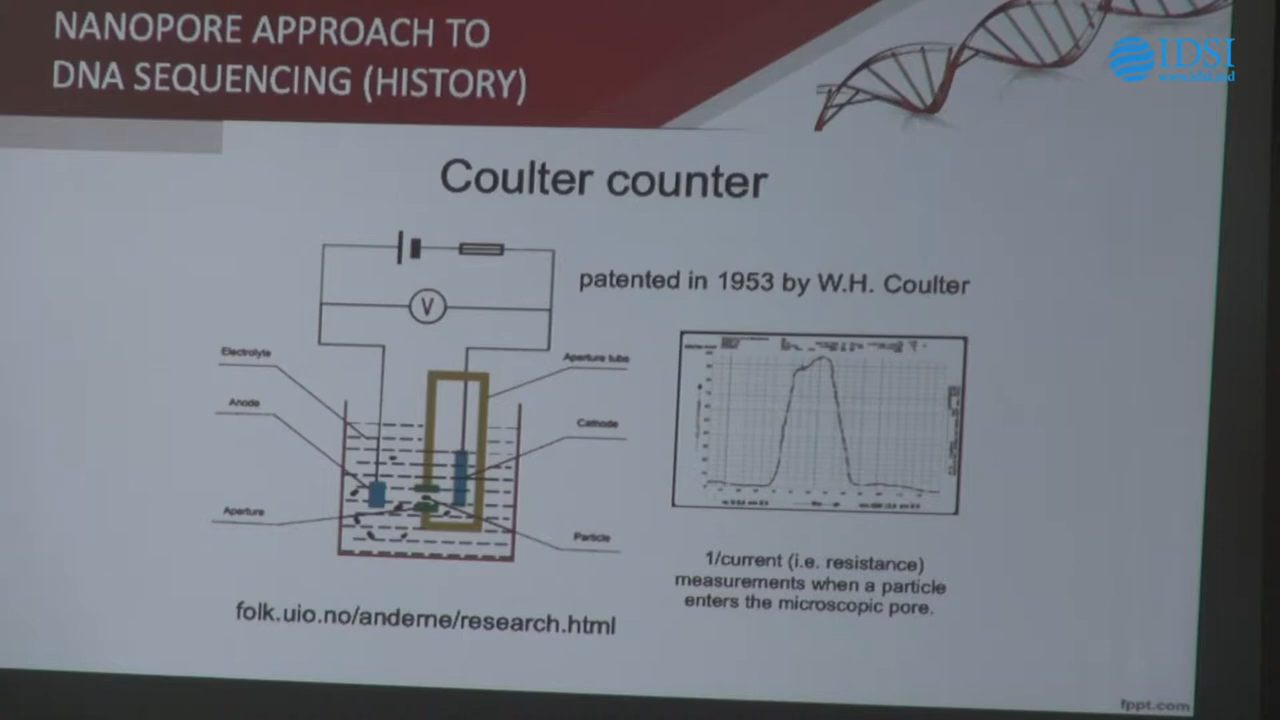 NANOPORE APPROACH TO
DNA SEQUENCING (HISTORY)
IDSI
Coulter counter
patented in 1953 by W.H. Coulter
V
Electrolyte
Aperture tube
Anode
Cathode
Aperture
Particle
1/current (i.e. resistance)
measurements when a particle
enters the microscopic pore.
folk.uio.no/anderne/research.html
fppt.com